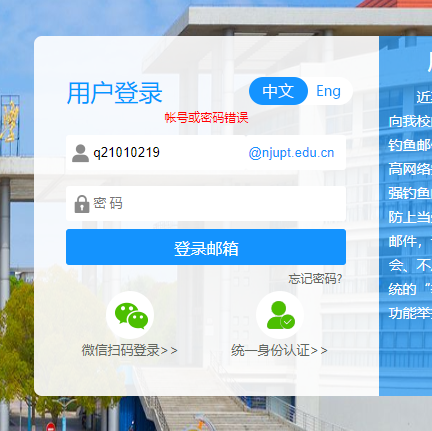 用户登录
中文
Eng
帐号或密码错误
q21010219
@njupt.edu.cn
密 码
登录邮箱
忘记密码?
微信扫码登录>>
统一身份认证>>
近
向我校
钓鱼邮
高网络
强钓鱼
防上当
邮件，
会、不
统的“
功能举